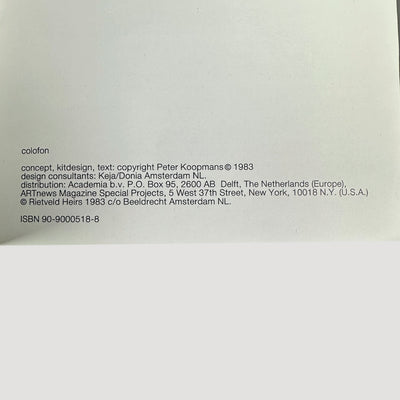 colofon
concept, kitdesign, text: copyright Peter Koopmans © 1983
design consultants: Keja/Donia Amsterdam NL.
distribution: Academia b.v. P.O. Box 95, 2600 AB Delft, The Netherlands (Europe),
ARTnews Magazine Special Projects, 5 West 37th Street, New York, 10018 N.Y. (U.S.A.)
© Rietveld Heirs 1983 c/o Beeldrecht Amsterdam NL.
ISBN 90-9000518-8